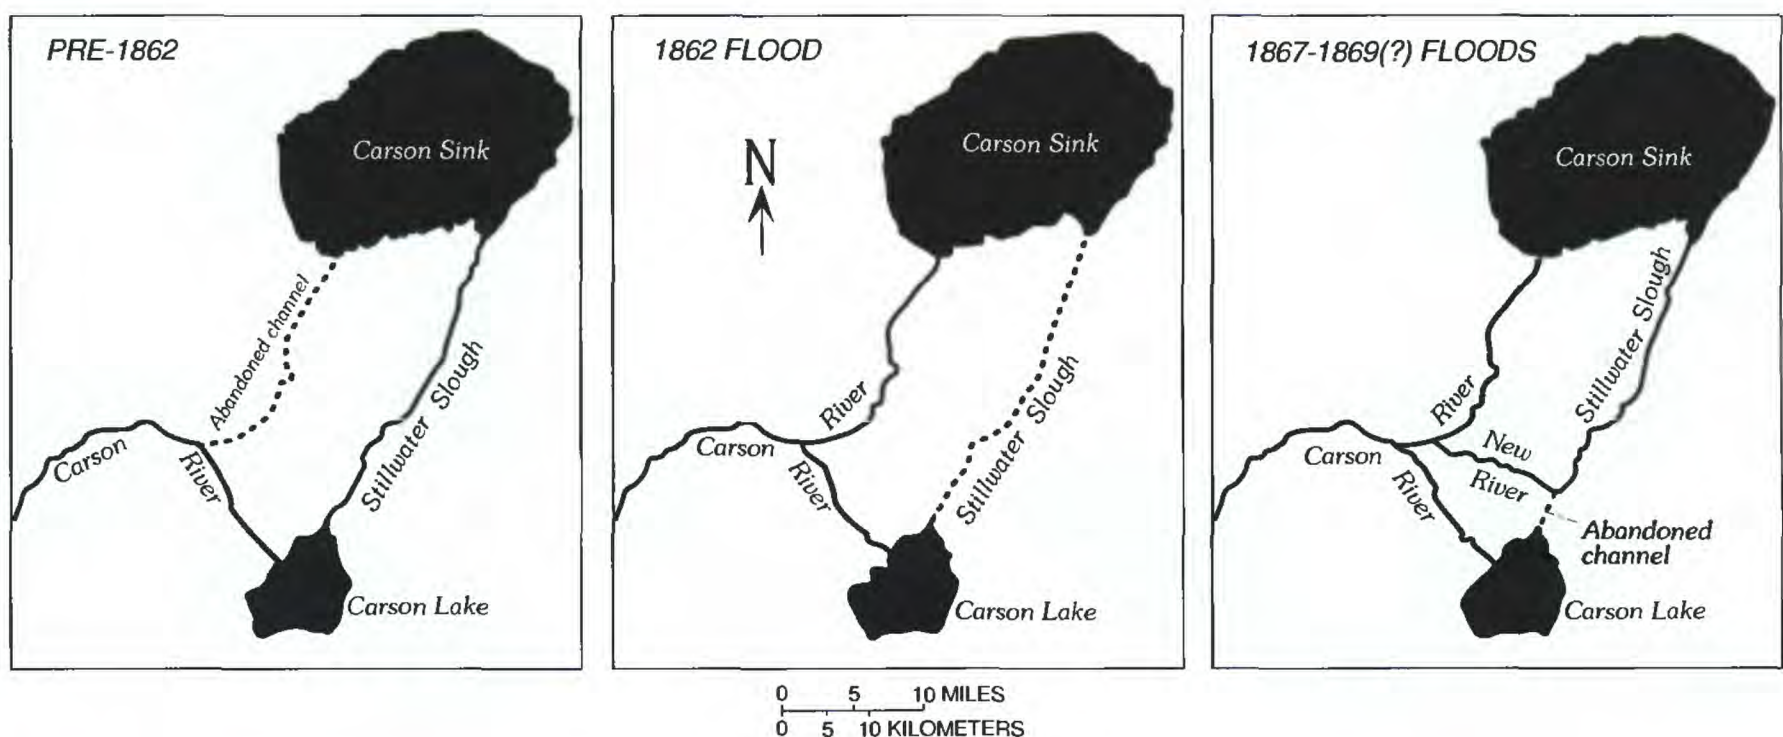 PRE-1862
Carson Sink
Abandoned channel
Stillwater Slough
Carson
River
Carson Lake
1862 FLOOD
Carson Sink
N
River
Carson
River
Stillwater Slough
Carson Lake
1867-1869(?) FLOODS
Carson Sink
Stillwater Slough
River
New
Carson
River
River
Abandoned
channel
Carson Lake
0 5 10 MILES
0 5 10 KILOMETERS